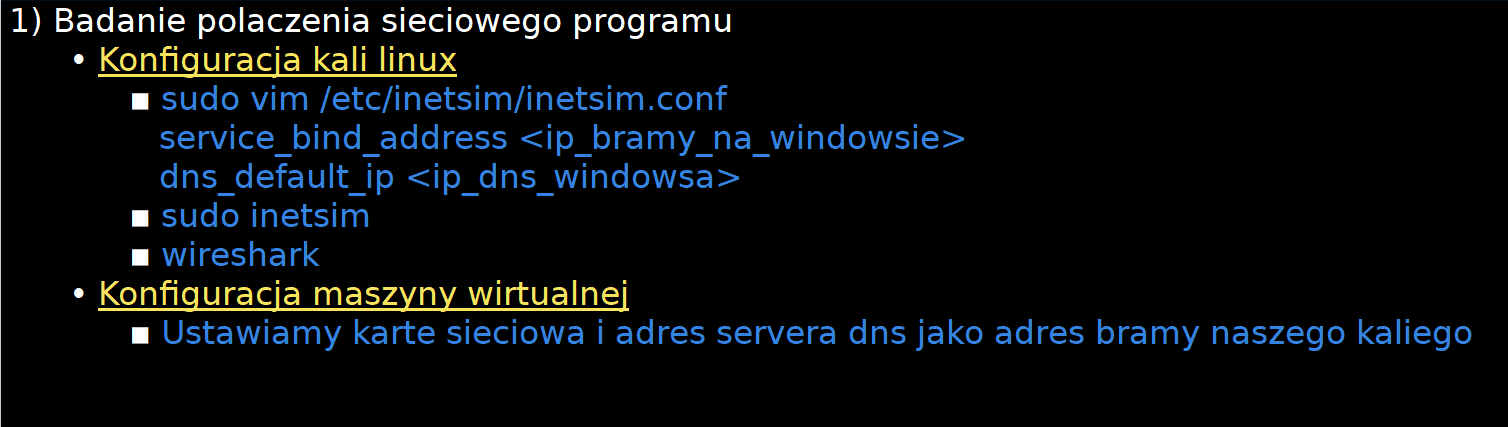 1) Badanie polaczenia sieciowego programu
• Konfiguracja kali linux
▪ sudo vim /etc/inetsim/inetsim.conf
service_bind_address <ip_bramy_na_windowsie>
dns_default_ip <ip_dns_windowsa>
▪ sudo inetsim
▪ wireshark
• Konfiguracja maszyny wirtualnej
▪ Ustawiamy karte sieciowa i adres servera dns jako adres bramy naszego kaliego